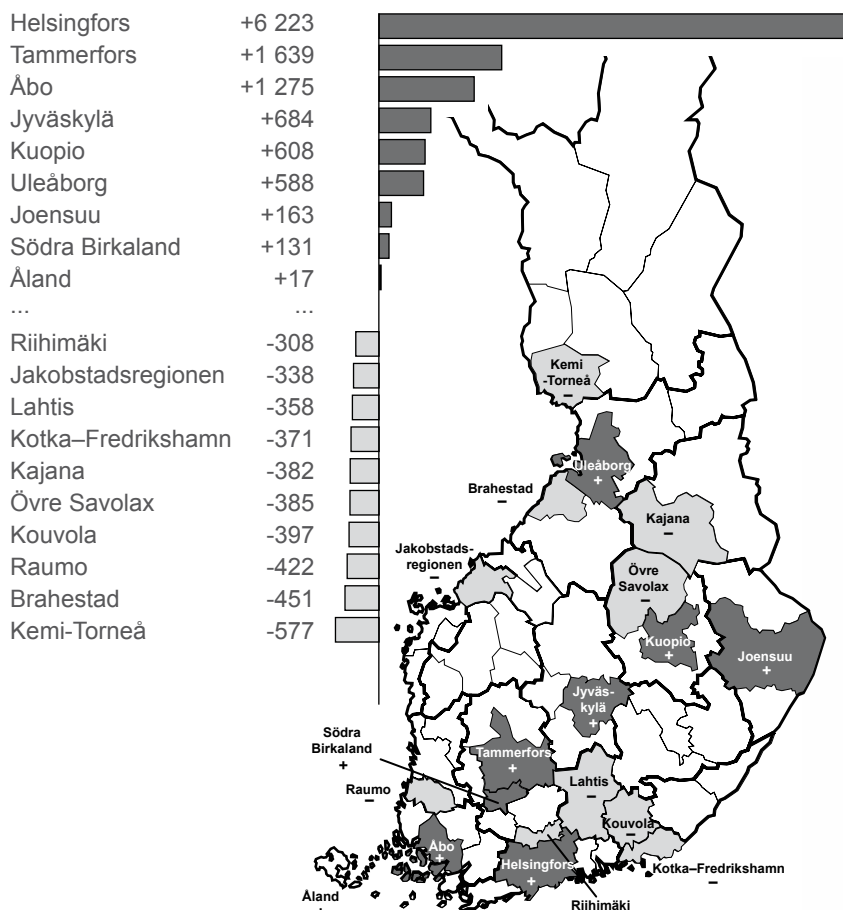 Helsingfors +6 223
Tammerfors +1 639
Åbo +1 275
Jyväskylä +684
Kuopio +608
Uleåborg +588
Joensuu +163
Södra Birkaland +131
Åland +17
... ...
Riihimäki -308
Jakobstadsregionen -338
Lahtis -358
Kotka–Fredrikshamn -371
Kajana -382
Övre Savolax -385
Kouvola -397
Raumo -422
Brahestad -451
Kemi-Torneå -577
Kemi
-Torneå
–
Uleåborg
+
Brahestad
–
Kajana
–
Jakobstads-
regionen
–
Övre
Savolax
–
Kuopio
+
Joensuu
+
Jyväs-
kylä
+
Södra
Birkaland
+
Tammerfors
+
Raumo
–
Lahtis
–
Kouvola
–
Åbo
+
Helsingfors
+
Kotka–Fredrikshamn
–
Åland
Riihimäki